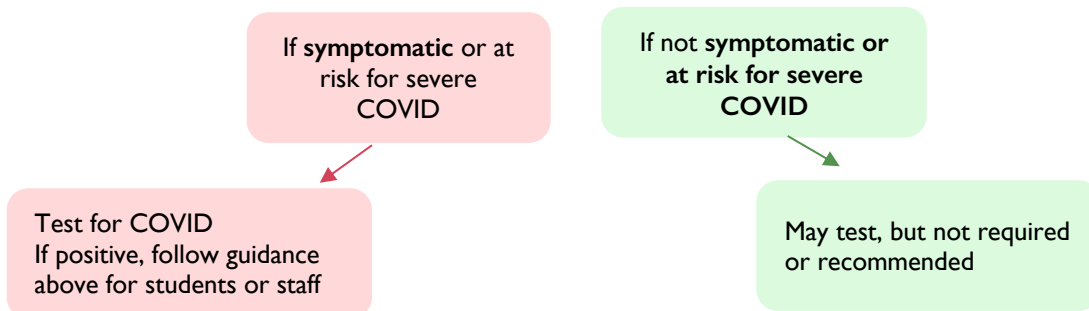 If symptomatic or at
risk for severe
COVID
If not symptomatic or
at risk for severe
COVID
Test for COVID
If positive, follow guidance
above for students or staff
May test, but not required
or recommended